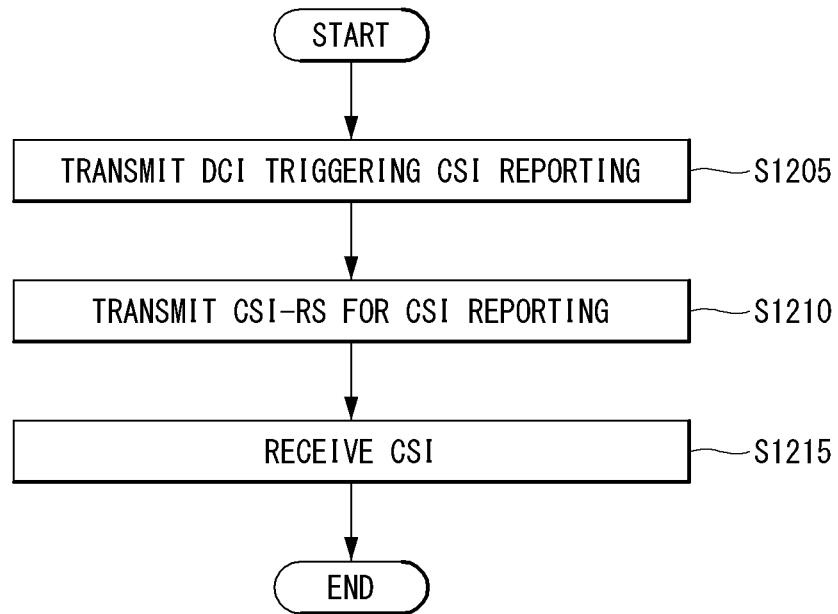 START
TRANSMIT DCI TRIGGERING CSI REPORTING
S1205
TRANSMIT CSI-RS FOR CSI REPORTING
S1210
RECEIVE CSI
S1215
END